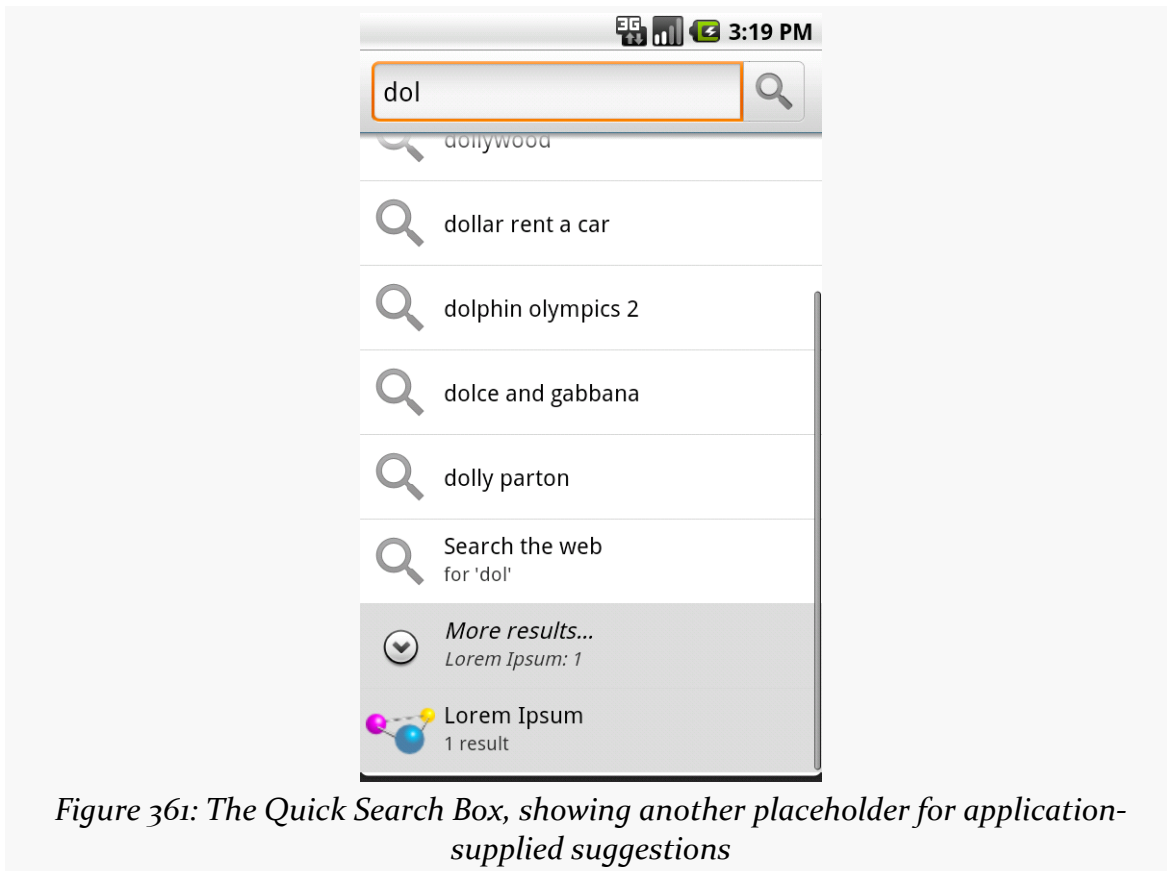 3G 3:19 PM
dol
dollywood
dollar rent a car
dolphin olympics 2
dolce and gabbana
dolly parton
Search the web
for 'dol'
More results...
Lorem Ipsum: 1
Lorem Ipsum
1 result
Figure 361: The Quick Search Box, showing another placeholder for application-
supplied suggestions